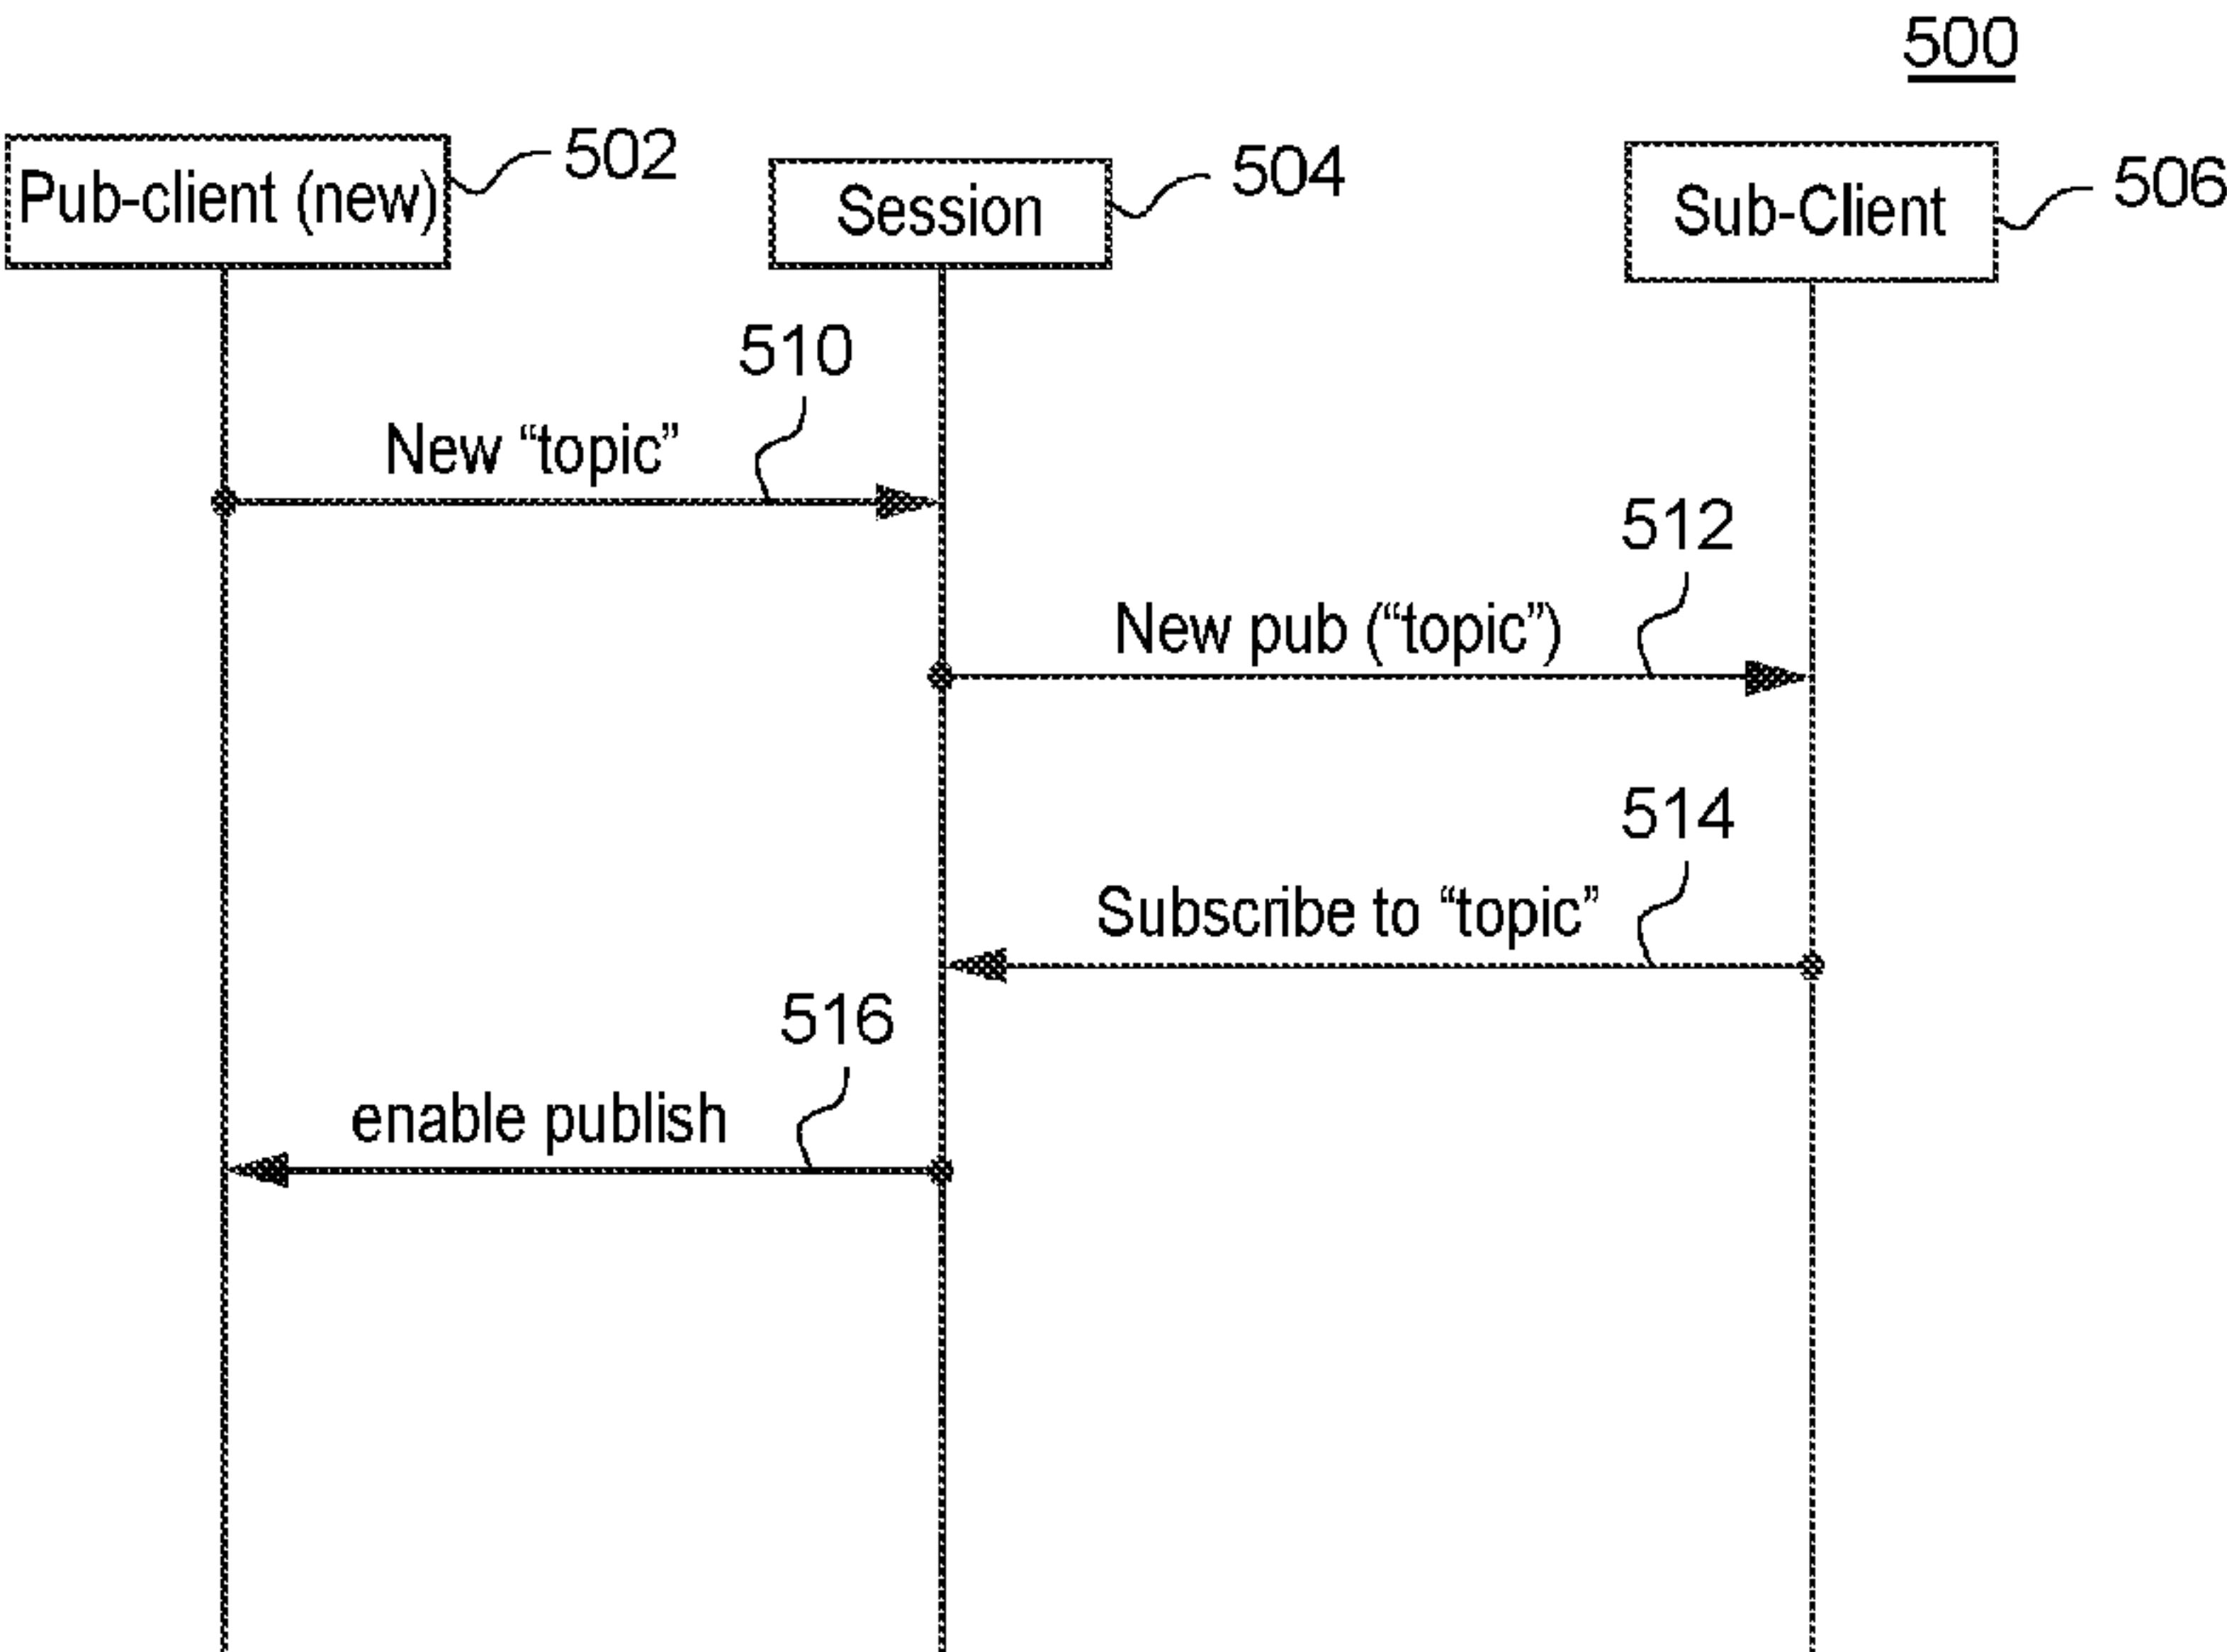 500
Pub-client (new)
502
Session
504
Sub-Client
506
510
New “topic”
512
New pub (“topic”)
514
Subscribe to “topic”
516
enable publish